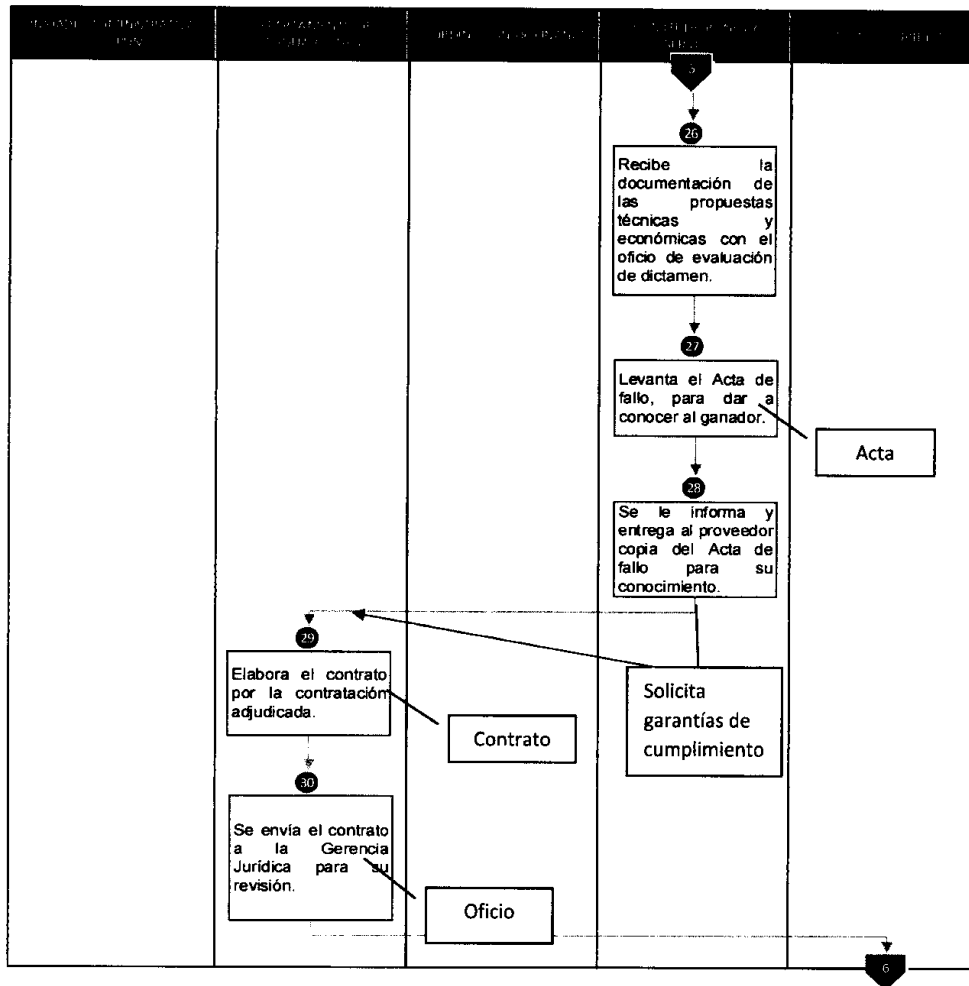 5
26
Recibe la
documentación de
las propuestas
técnicas y
económicas con el
oficio de evaluación
de dictamen.
27
Levanta el Acta de
fallo, para dar a
conocer al ganador.
Acta
28
Se le informa y
entrega al proveedor
copia del Acta de
fallo para su
conocimiento.
29
Elabora el contrato
por la contratación
adjudicada.
Contrato
Solicita
garantías de
cumplimiento
30
Se envía el contrato
a la Gerencia
Jurídica para su
revisión.
Oficio
6